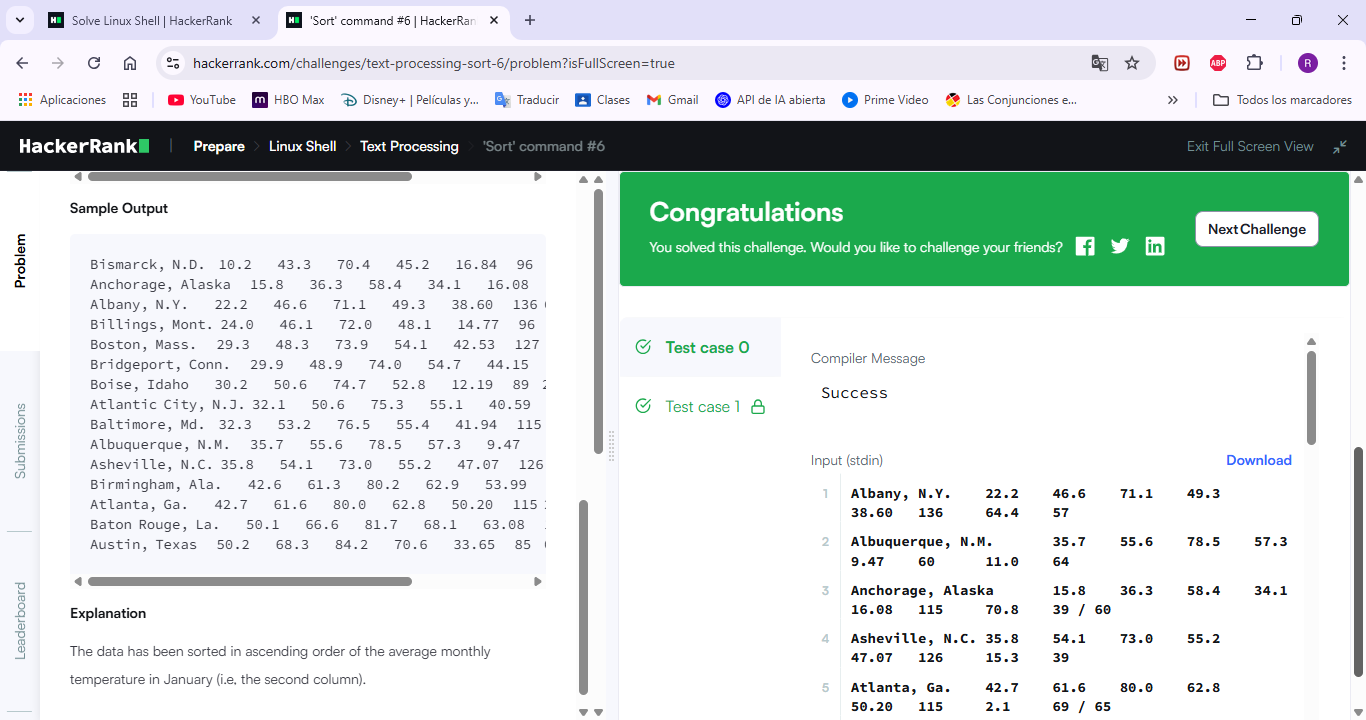 Solve Linux Shell | HackerRank
'Sort' command #6 | HackerRan
hackerrank.com/challenges/text-processing-sort-6/problem?isFullScreen=true
ABP
R
Aplicaciones
YouTube
HBO Max
Disney+ | Películas y...
Traducir
Clases
Gmail
API de IA abierta
Prime Video
Las Conjunciones e...
Todos los marcadores
HackerRank
Prepare
Linux Shell
Text Processing
'Sort' command #6
Exit Full Screen View
Problem
Submissions
Leaderboard
Sample Output
Bismarck, N.D. 10.2 43.3 70.4 45.2 16.84 96
Anchorage, Alaska 15.8 36.3 58.4 34.1 16.08
Albany, N.Y. 22.2 46.6 71.1 49.3 38.60 136
Billings, Mont. 24.0 46.1 72.0 48.1 14.77 96
Boston, Mass. 29.3 48.3 73.9 54.1 42.53 127
Bridgeport, Conn. 29.9 48.9 74.0 54.7 44.15
Boise, Idaho 30.2 50.6 74.7 52.8 12.19 89
Atlantic City, N.J. 32.1 50.6 75.3 55.1 40.59
Baltimore, Md. 32.3 53.2 76.5 55.4 41.94 115
Albuquerque, N.M. 35.7 55.6 78.5 57.3 9.47
Asheville, N.C. 35.8 54.1 73.0 55.2 47.07 126
Birmingham, Ala. 42.6 61.3 80.2 62.9 53.99
Atlanta, Ga. 42.7 61.6 80.0 62.8 50.20 115
Baton Rouge, La. 50.1 66.6 81.7 68.1 63.08
Austin, Texas 50.2 68.3 84.2 70.6 33.65 85
Explanation
The data has been sorted in ascending order of the average monthly
temperature in January (i.e, the second column).
Congratulations
You solved this challenge. Would you like to challenge your friends?
Next Challenge
Test case 0
Test case 1
Compiler Message
Success
Input (stdin)
Download
1 Albany, N.Y. 22.2 46.6 71.1 49.3
38.60 136 64.4 57
2 Albuquerque, N.M. 35.7 55.6 78.5 57.3
9.47 60 11.0 64
3 Anchorage, Alaska 15.8 36.3 58.4 34.1
16.08 115 70.8 39 / 60
4 Asheville, N.C. 35.8 54.1 73.0 55.2
47.07 126 15.3 39
5 Atlanta, Ga. 42.7 61.6 80.0 62.8
50.20 115 2.1 69 / 65